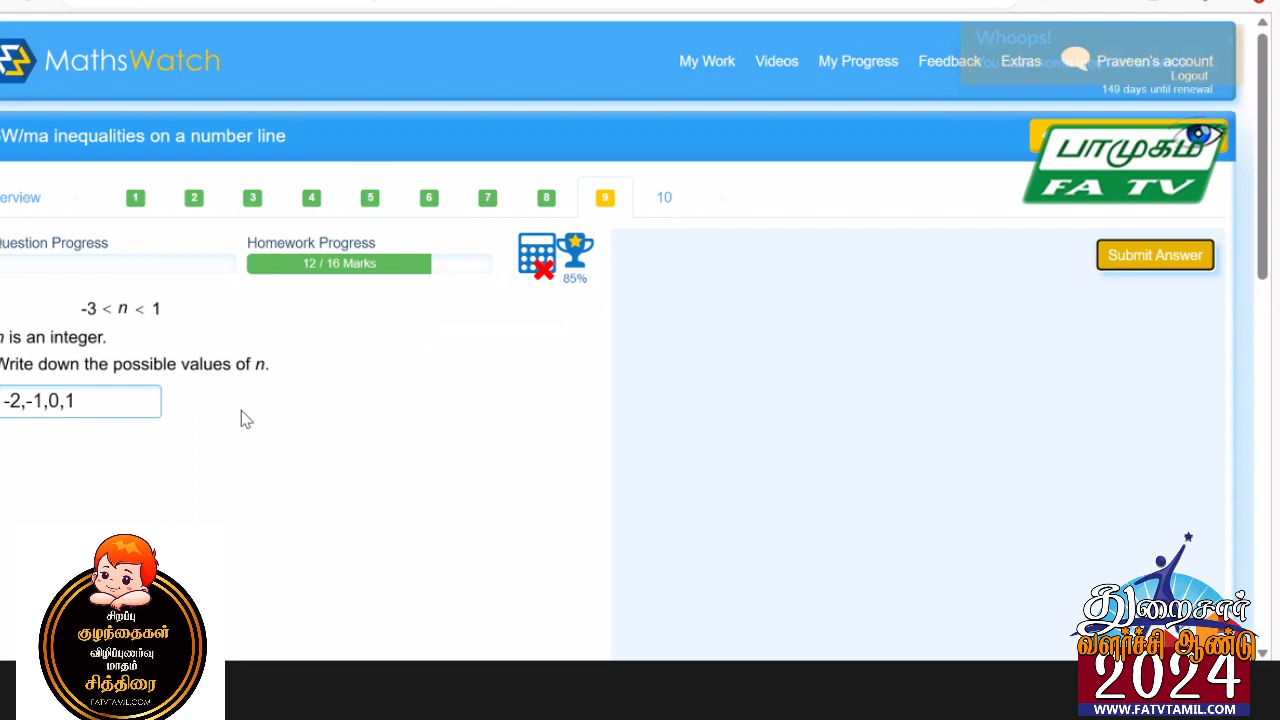 MathsWatch
My Work Videos My Progress Feedback Extras Praveen's account
Whoops!
Logout
149 days until renewal
W/ma inequalities on a number line
பாமுகம்
FA TV
erview 1 2 3 4 5 6 7 8 9 10
Question Progress Homework Progress
12 / 16 Marks
85%
Submit Answer
-3 < n < 1
n is an integer.
Write down the possible values of n.
-2,-1,0,1
சிறப்பு
குழந்தைகள்
விழிப்புணர்வு
மாதம்
சித்திரை
FATVTAMIL.COM
துறைசார்
வளர்ச்சி ஆண்டு
2024
WWW.FATVTAMIL.COM